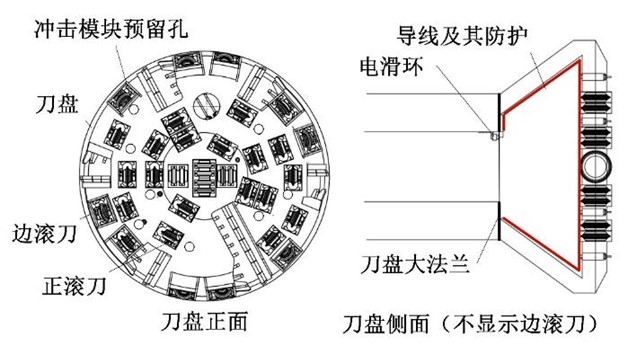 冲击模块预留孔
刀盘
边滚刀
正滚刀
刀盘正面
导线及其防护
电滑环
刀盘大法兰
刀盘侧面（不显示边滚刀）